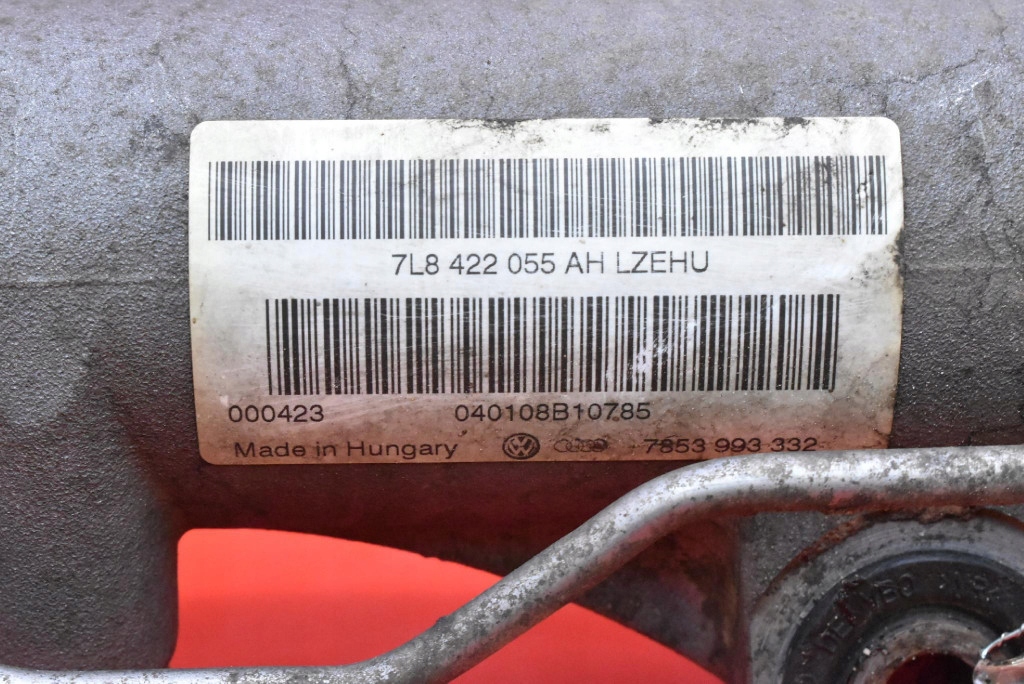 7L8 422 055 AH LZEHU
000423 040108B10785
Made in Hungary 7853 993 332